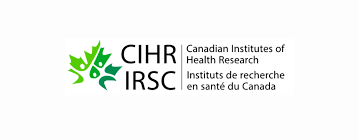 CIHR
IRSC
Canadian Institutes of
Health Research
Instituts de recherche
en santé du Canada